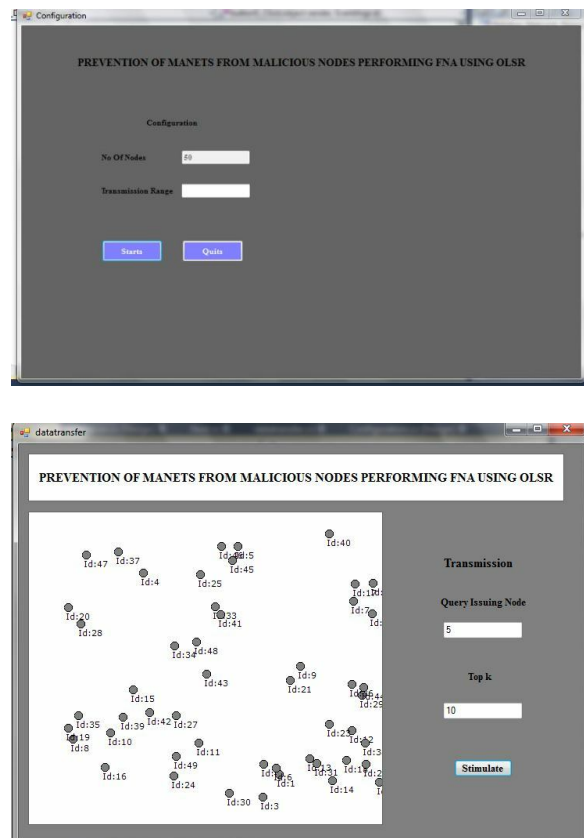 Configuration
PREVENTION OF MANETS FROM MALICIOUS NODES PERFORMING FNA USING OLSR
Configuration
No Of Nodes 50
Transmission Range
Starts Quits
datatransfer
PREVENTION OF MANETS FROM MALICIOUS NODES PERFORMING FNA USING OLSR
Id:40
Id:5
Id:47 Id:37
Id:45
Id:4 Id:25
Transmission
Id:7
Query Issuing Node
Id:20 Id:33
Id:28 Id:41
5
Id:34 Id:48
Id:9
Id:43 Id:21
Top k
Id:15 Id:29
10
Id:35 Id:39 Id:42 Id:27
Id:19 Id:10 Id:23 Id:12
Id:8 Id:11
Id:49
Id:16 Id:13 Id:31
Id:24 Id:1 Id:14
Stimulate
Id:30 Id:3